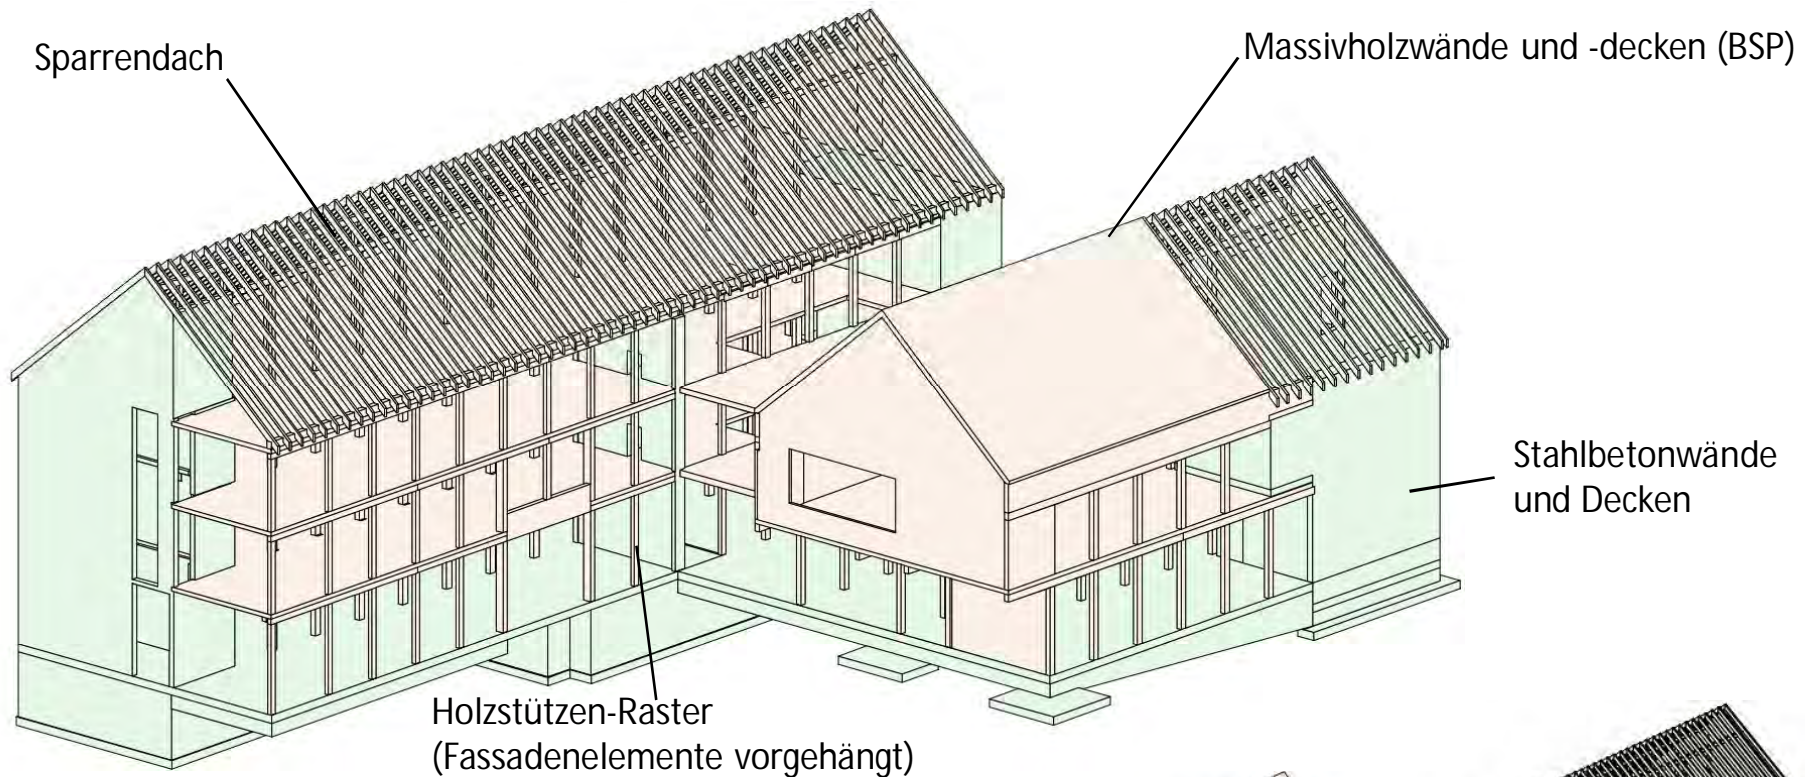 Sparrendach
Massivholzwände und -decken (BSP)
Stahlbetonwände
und Decken
Holzstützen-Raster
(Fassadenelemente vorgehängt)